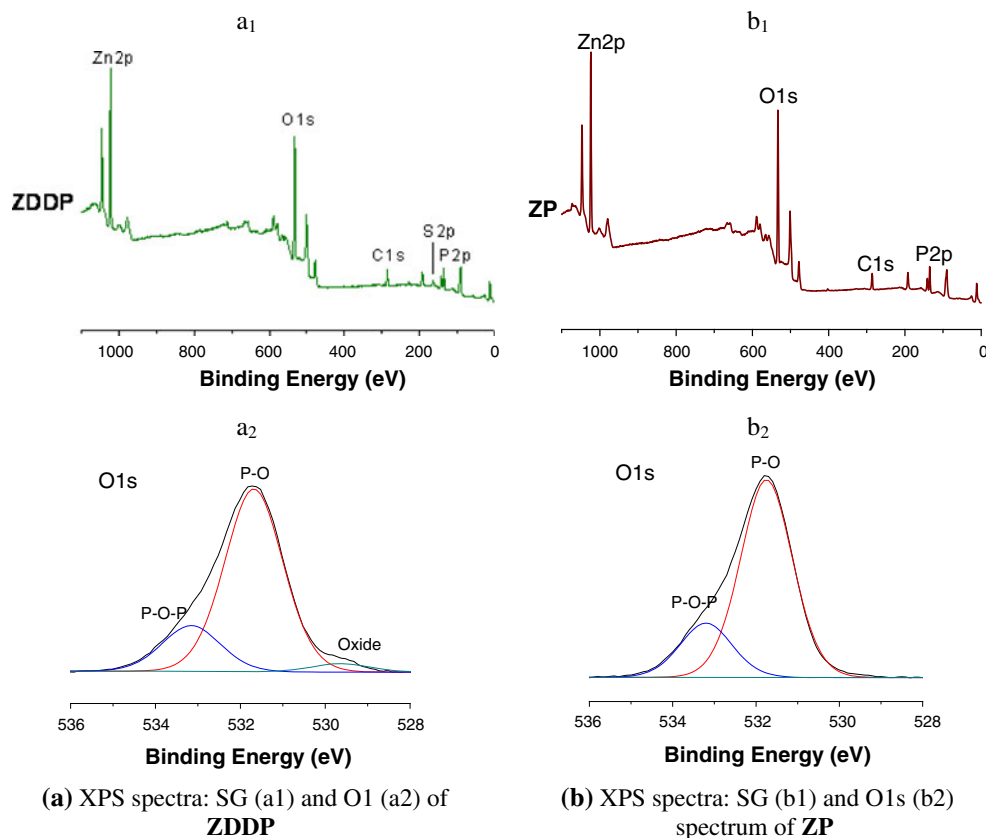 a1
Zn2p
O1s
S2p
C1s
P2p
ZDDP
1000 800 600 400 200 0
Binding Energy (eV)
b1
Zn2p
O1s
C1s
P2p
ZP
1000 800 600 400 200 0
Binding Energy (eV)
a2
O1s
P-O
P-O-P
Oxide
536 534 532 530 528
Binding Energy (eV)
b2
O1s
P-O
P-O-P
536 534 532 530 528
Binding Energy (eV)
(a) XPS spectra: SG (a1) and O1 (a2) of
ZDDP
(b) XPS spectra: SG (b1) and O1s (b2)
spectrum of ZP